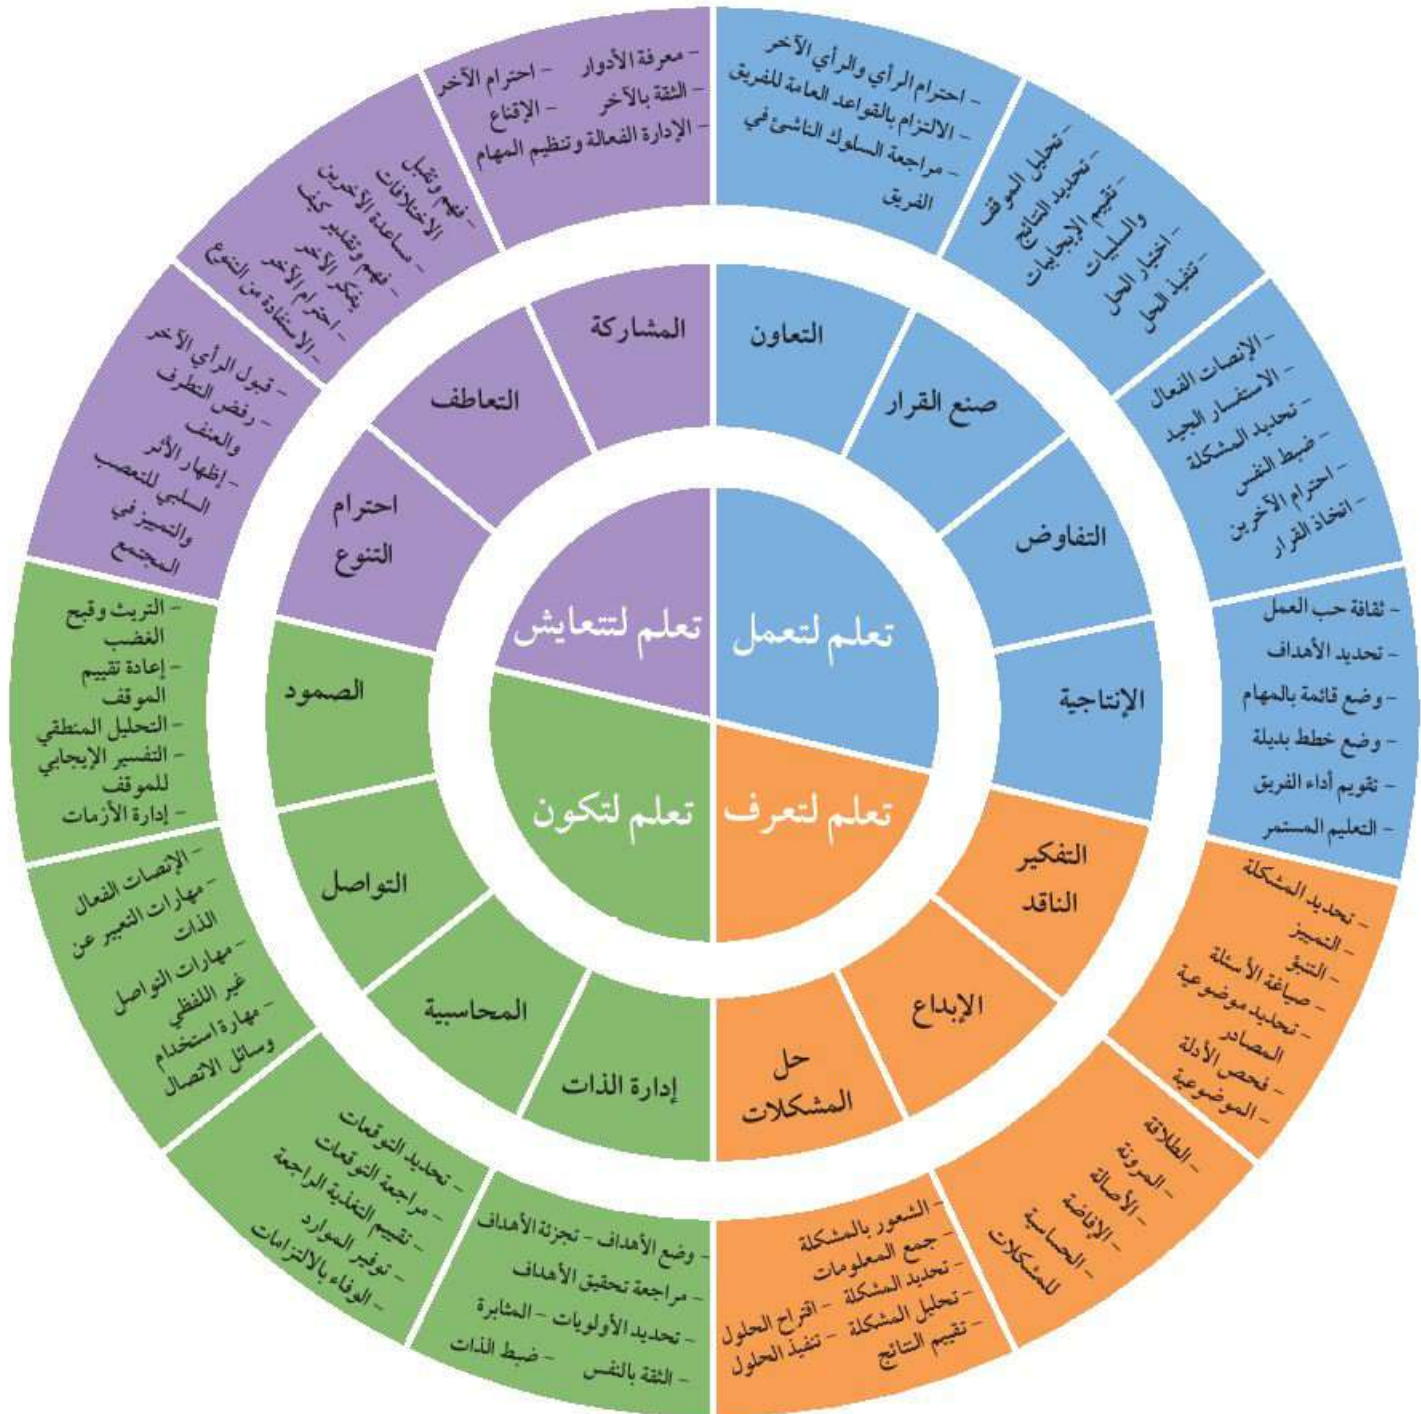 تعلم لتعمل
تعلم لتعرف
تعلم لتكون
تعلم لتتعايش
التعاون
صنع القرار
التفاوض
الإنتاجية
التفكير
الناقد
الإبداع
حل
المشكلات
إدارة الذات
المحاسبية
التواصل
الصمود
احترام
التنوع
التعاطف
المشاركة
- احترام الرأي والرأي الآخر
- الالتزام بالقواعد العامة للفريق
- مراجعة السلوك الناشئ في
الفريق
- تحليل الموقف
- تحديد النتائج
- تقييم الإيجابيات
والسلبيات
- اختيار الحل
- تنفيذ الحل
- الإنصات الفعال
- الاستفسار الجيد
- تحديد المشكلة
- ضبط النفس
- احترام الآخرين
- اتخاذ القرار
- ثقافة حب العمل
- تحديد الأهداف
- وضع قائمة بالمهام
- وضع خطط بديلة
- تقويم أداء الفريق
- التعليم المستمر
- تحديد المشكلة
- التمييز
- التنبؤ
- صياغة الأسئلة
- تحديد موضوعية
المصادر
- فحص الأدلة
- الموضوعية
- الطلاقة
- المرونة
- الأصالة
- الإفاضة
- الحساسية
للمشكلات
- الشعور بالمشكلة
- جمع المعلومات
- تحديد المشكلة - اقتراح الحلول
- تحليل المشكلة - تنفيذ الحلول
- تقييم النتائج
- وضع الأهداف - تجزئة الأهداف
- مراجعة تحقيق الأهداف
- تحديد الأولويات - المثابرة
- الثقة بالنفس - ضبط الذات
- تحديد التوقعات
- مراجعة التوقعات
- تقييم التغذية الراجعة
- توفير الموارد
- الوفاء بالالتزامات
- الإنصات الفعال
- مهارات التعبير عن
الذات
- مهارات التواصل
غير اللفظي
- مهارة استخدام
وسائل الاتصال
- التريث وقبح
الغضب
- إعادة تقييم
الموقف
- التحليل المنطقي
- التفسير الإيجابي
للموقف
- إدارة الأزمات
- قبول الرأي الآخر
- رفض التطرف
والعنف
- إظهار الأثر
السلبي للتعصب
والتمييز في
المجتمع
- فهم وتقبل
الاختلافات
- مساعدة الآخرين
- فهم وتقدير كيف
يفكر الآخر
- احترام الآخر
- الاستفادة من التنوع
- معرفة الأدوار - احترام الآخر
- الثقة بالآخر - الإقناع
- الإدارة الفعالة وتنظيم المهام